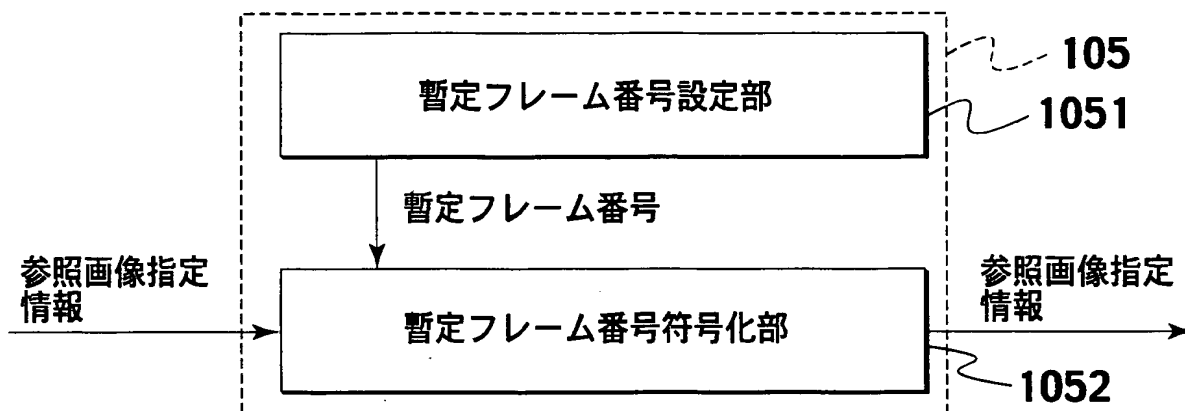 105
暫定フレーム番号設定部
1051
暫定フレーム番号
参照画像指定
情報
暫定フレーム番号符号化部
参照画像指定
情報
1052